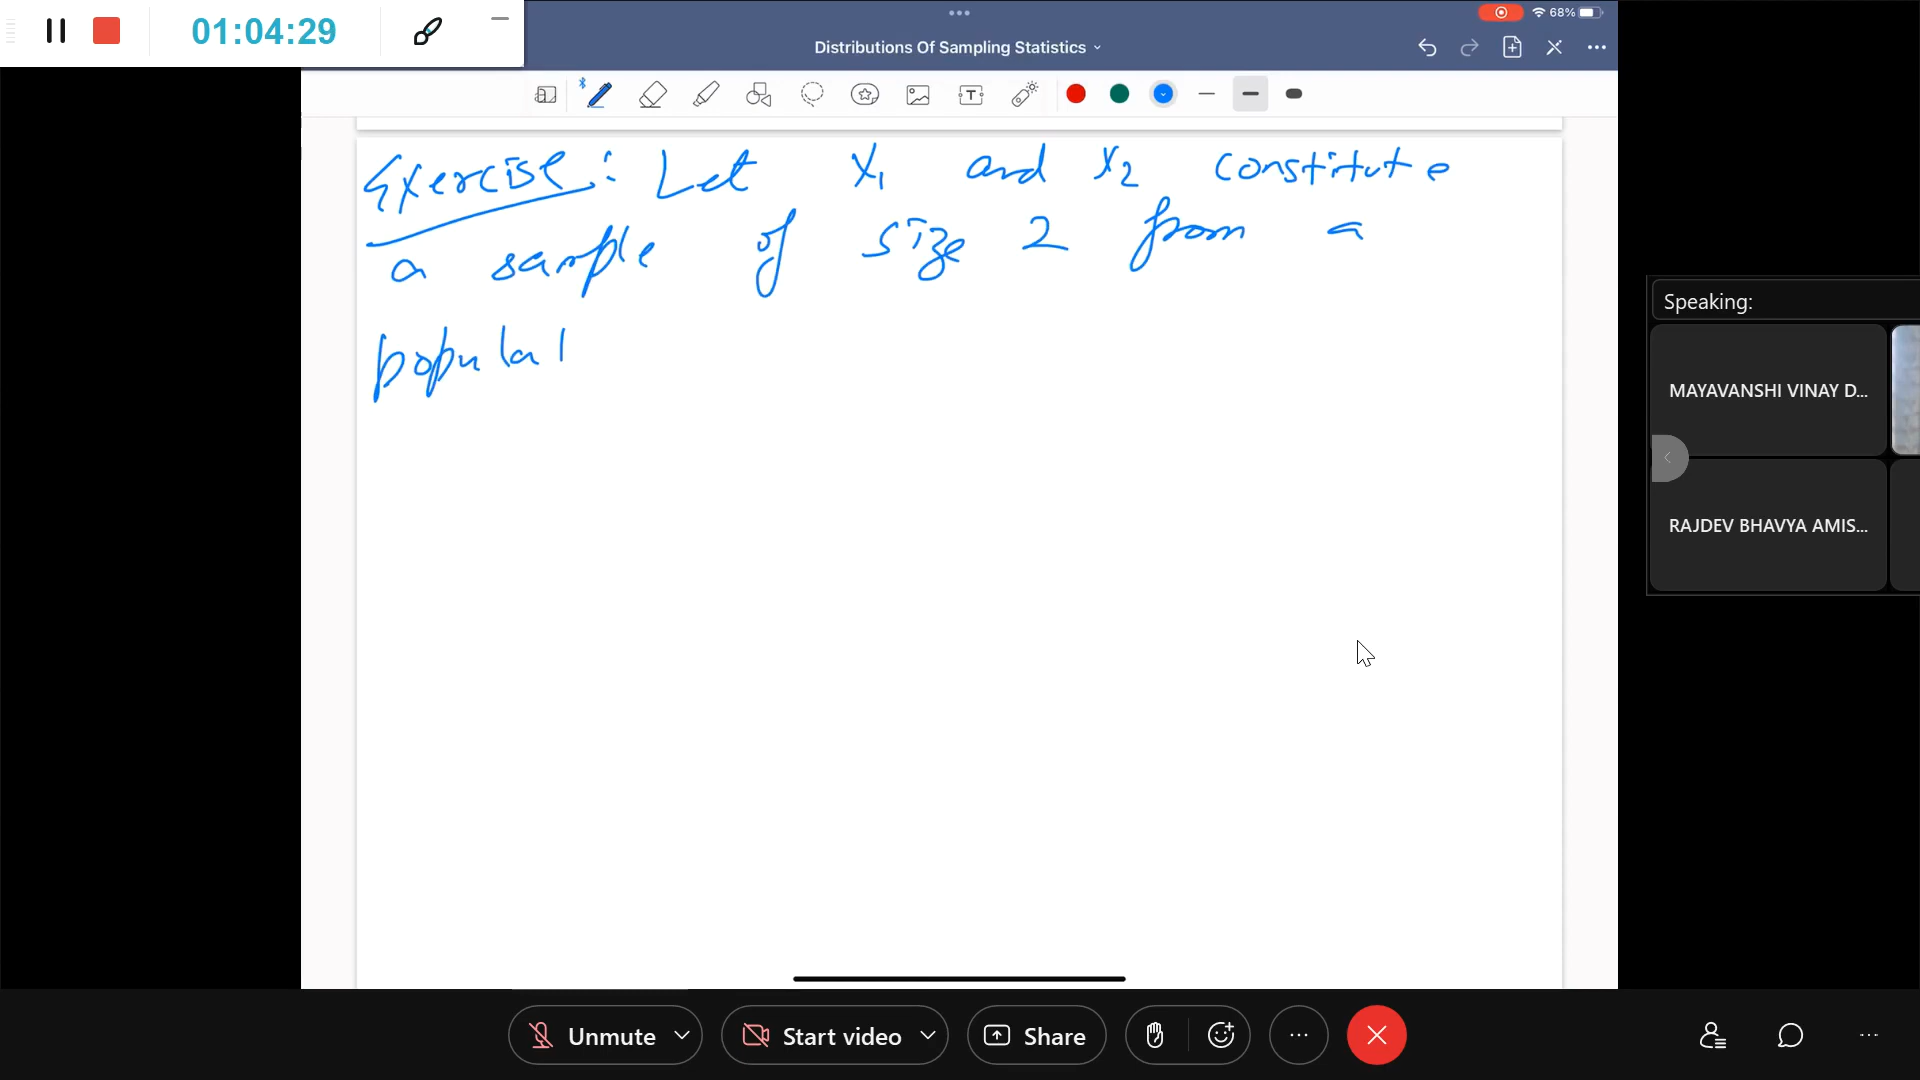 01:04:29
68%
Distributions Of Sampling Statistics
Exercise: Let X1 and X2 constitute
a sample of size 2 from a
populat
Speaking:
MAYAVANSHI VINAY D...
RAJDEV BHAVYA AMIS...
Unmute
Start video
Share